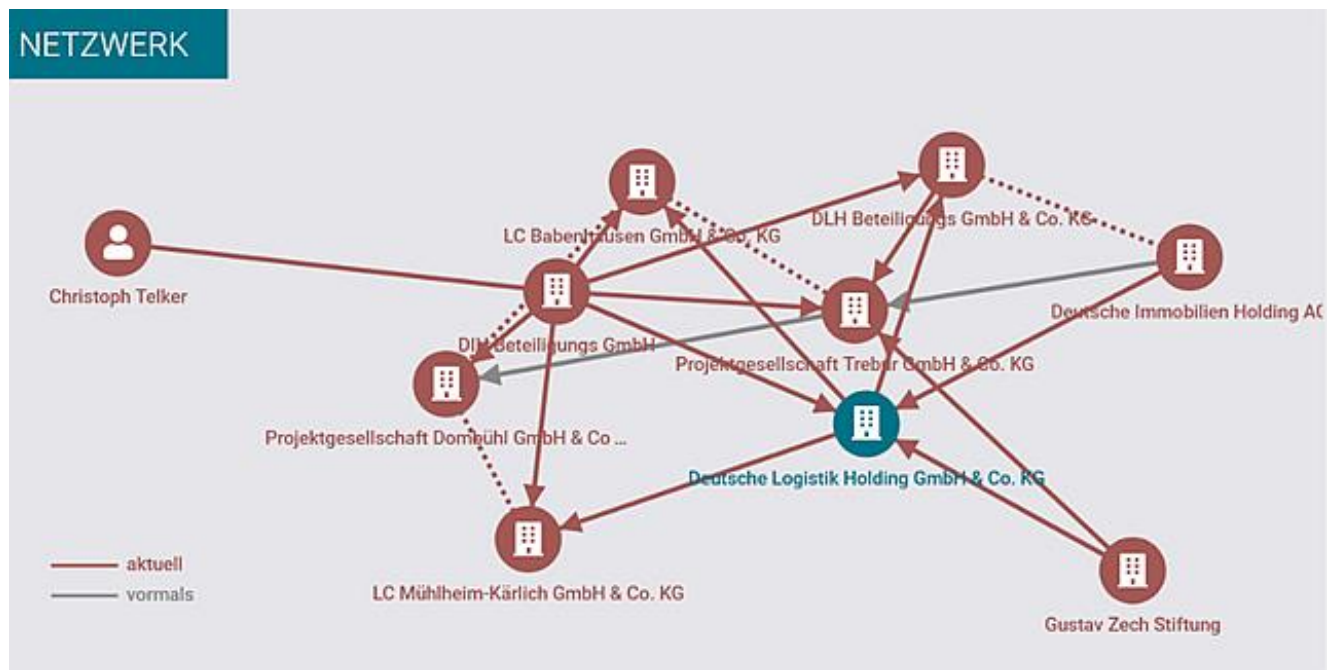 NETZWERK
DLH Beteiligungs GmbH & Co. KG
LC Babenhausen GmbH & Co. KG
Christoph Telker
Deutsche Immobilien Holding AG
DIH Beteiligungs GmbH
Projektgesellschaft Trebur GmbH & Co. KG
Projektgesellschaft Dombühl GmbH & Co ...
Deutsche Logistik Holding GmbH & Co. KG
aktuell
vormals
LC Mühlheim-Kärlich GmbH & Co. KG
Gustav Zech Stiftung